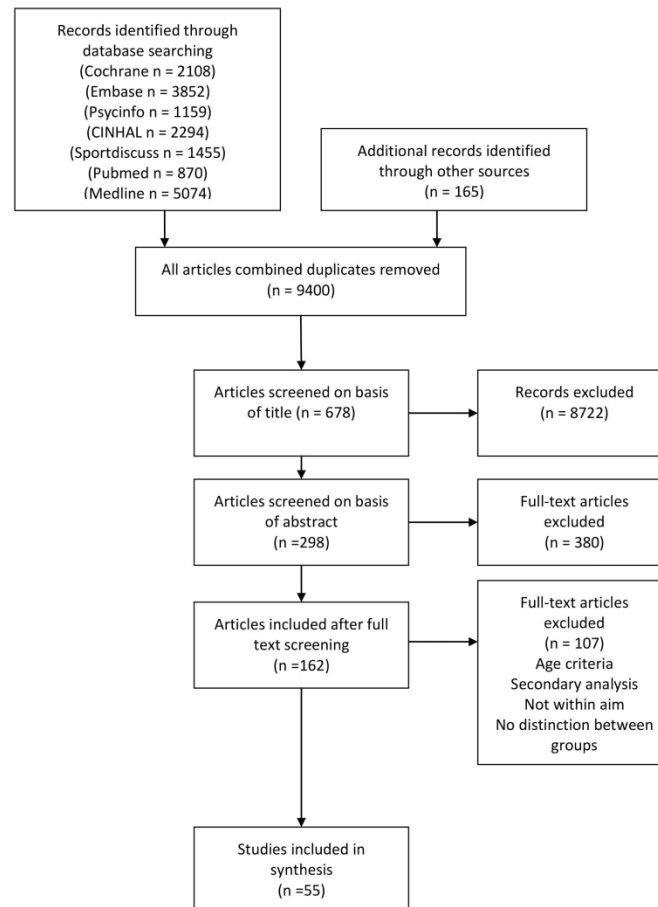 Records identified through
database searching
(Cochrane n = 2108)
(Embase n = 3852)
(Psycinfo n = 1159)
(CINHAL n = 2294)
(Sportdiscuss n = 1455)
(Pubmed n = 870)
(Medline n = 5074)
Additional records identified
through other sources
(n = 165)
All articles combined duplicates removed
(n = 9400)
Articles screened on basis
of title (n = 678)
Records excluded
(n = 8722)
Articles screened on basis
of abstract
(n =298)
Full-text articles
excluded
(n = 380)
Articles included after full
text screening
(n =162)
Full-text articles
excluded
(n = 107)
Age criteria
Secondary analysis
Not within aim
No distinction between
groups
Studies included in
synthesis
(n =55)